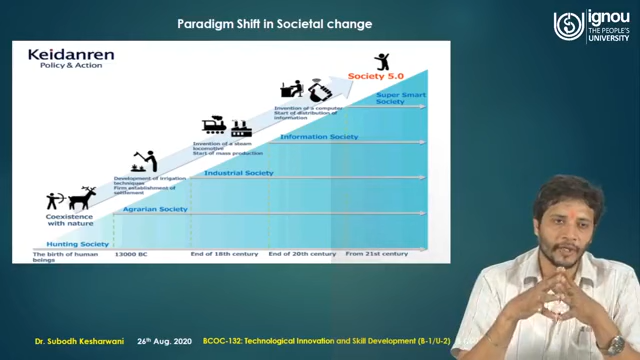 Paradigm Shift in Societal change
ignou
THE PEOPLE'S
UNIVERSITY
Keidanren
Policy & Action
Society 5.0
Super Smart
Society
Invention of a computer
Start of distribution of
information
Information Society
Invention of a steam
locomotive
Start of mass production
Industrial Society
Development of irrigation
techniques
Firm establishment of
settlement
Agrarian Society
Coexistence
with nature
Hunting Society
The birth of human
beings
13000 BC
End of 18th century
End of 20th century
From 21st century
Dr. Subodh Kesharwani 26th Aug. 2020 BCOC-132: Technological Innovation and Skill Development (B-1/U-2)